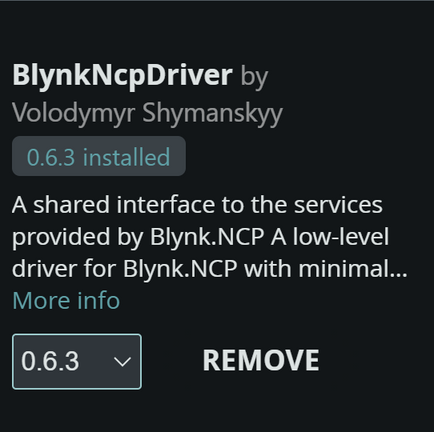 BlynkNcpDriver by
Volodymyr Shymanskyy
0.6.3 installed
A shared interface to the services
provided by Blynk.NCP A low-level
driver for Blynk.NCP with minimal...
More info
0.6.3
REMOVE